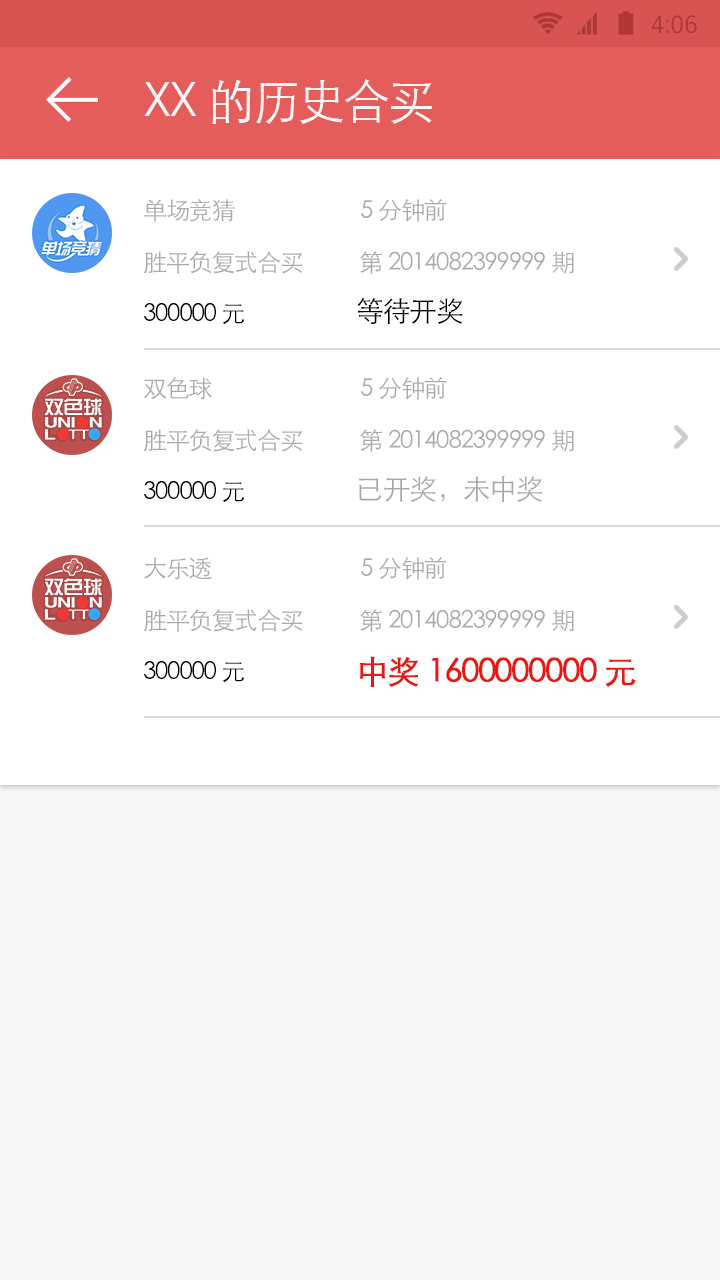 4:06
XX 的历史合买
单场竞猜 5 分钟前
单场竞猜
胜平负复式合买 第 2014082399999 期
300000 元 等待开奖
双色球 5 分钟前
双色球
UNION
LOTTO
胜平负复式合买 第 2014082399999 期
300000 元 已开奖，未中奖
大乐透 5 分钟前
双色球
UNION
LOTTO
胜平负复式合买 第 2014082399999 期
300000 元 中奖 1600000000 元